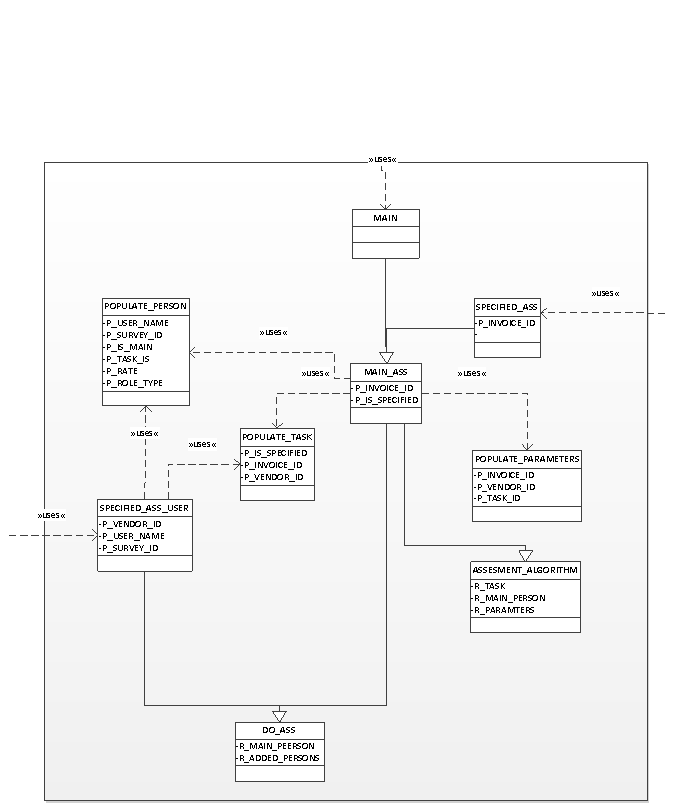 »uses«
MAIN
POPULATE_PERSON
-P_USER_NAME
-P_SURVEY_ID
-P_IS_MAIN
-P_TASK_IS
-P_RATE
-P_ROLE_TYPE
SPECIFIED_ASS
-P_INVOICE_ID
-
»uses«
»uses«
MAIN_ASS
-P_INVOICE_ID
-P_IS_SPECIFIED
»uses«
»uses«
»uses«
»uses«
POPULATE_TASK
-P_IS_SPECIFIED
-P_INVOICE_ID
-P_VENDOR_ID
POPULATE_PARAMETERS
-P_INVOICE_ID
-P_VENDOR_ID
-P_TASK_ID
SPECIFIED_ASS_USER
-P_VENDOR_ID
-P_USER_NAME
-P_SURVEY_ID
»uses«
ASSESMENT_ALGORITHM
-R_TASK
-R_MAIN_PERSON
-R_PARAMTERS
DO_ASS
-R_MAIN_PEERSON
-R_ADDED_PERSONS